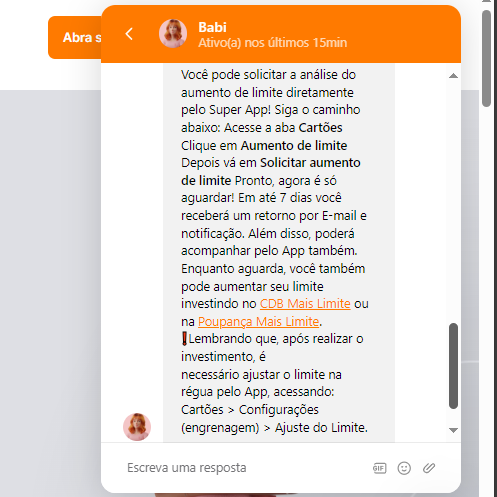 Abra s
Babi
Ativo(a) nos últimos 15min
Você pode solicitar a análise do
aumento de limite diretamente
pelo Super App! Siga o caminho
abaixo: Acesse a aba Cartões
Clique em Aumento de limite
Depois vá em Solicitar aumento
de limite Pronto, agora é só
aguardar! Em até 7 dias você
receberá um retorno por E-mail e
notificação. Além disso, poderá
acompanhar pelo App também.
Enquanto aguarda, você também
pode aumentar seu limite
investindo no CDB Mais Limite ou
na Poupança Mais Limite.
❗Lembrando que, após realizar o
investimento, é
necessário ajustar o limite na
régua pelo App, acessando:
Cartões > Configurações
(engrenagem) > Ajuste do Limite.
Escreva uma resposta
GIF